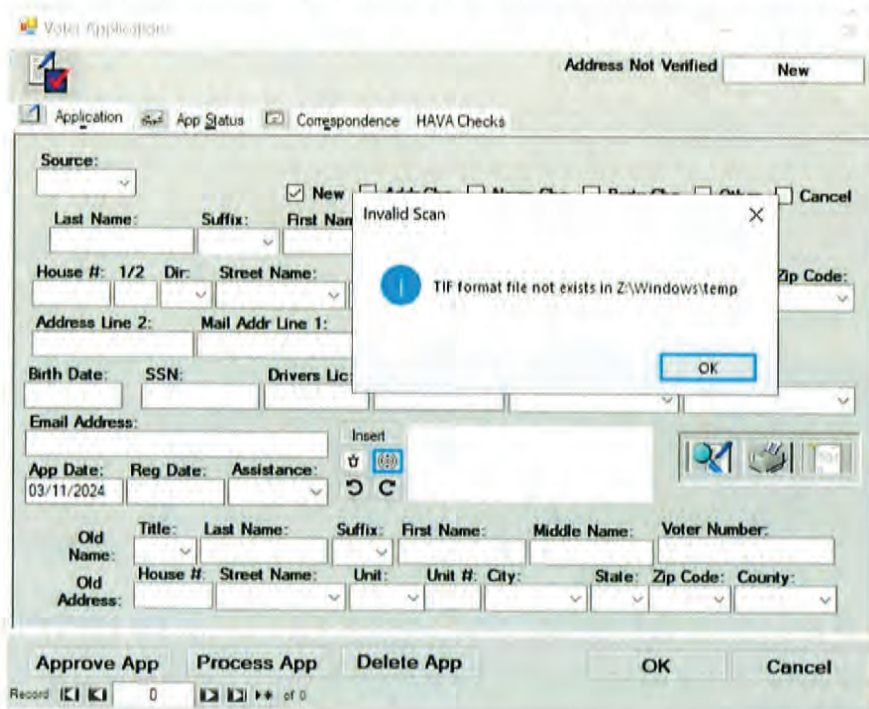 Voter Applications
Address Not Verified New
Application App Status Correspondence HAVA Checks
Source:
New Cancel
Last Name: Suffix: First Nam
Invalid Scan
House #: 1/2 Dir: Street Name: Zip Code:
TIF format file not exists in Z:\Windows\temp
Address Line 2: Mail Addr Line 1:
OK
Birth Date: SSN: Drivers Lic:
Email Address:
Insert
App Date: Reg Date: Assistance:
03/11/2024
Old Name: Title: Last Name: Suffix: First Name: Middle Name: Voter Number:
Old Address: House #: Street Name: Unit: Unit #: City: State: Zip Code: County:
Approve App Process App Delete App OK Cancel
Record 0 of 0